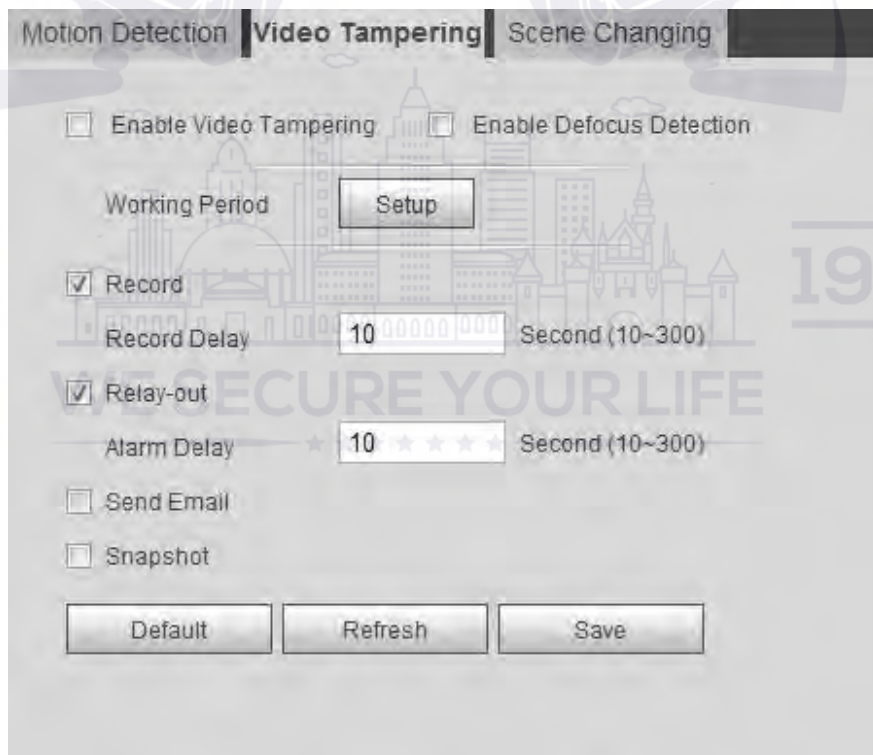 Motion Detection Video Tampering Scene Changing
Enable Video Tampering Enable Defocus Detection
Working Period Setup
Record
Record Delay 10 Second (10~300)
Relay-out
Alarm Delay 10 Second (10~300)
Send Email
Snapshot
Default Refresh Save
19
WE SECURE YOUR LIFE